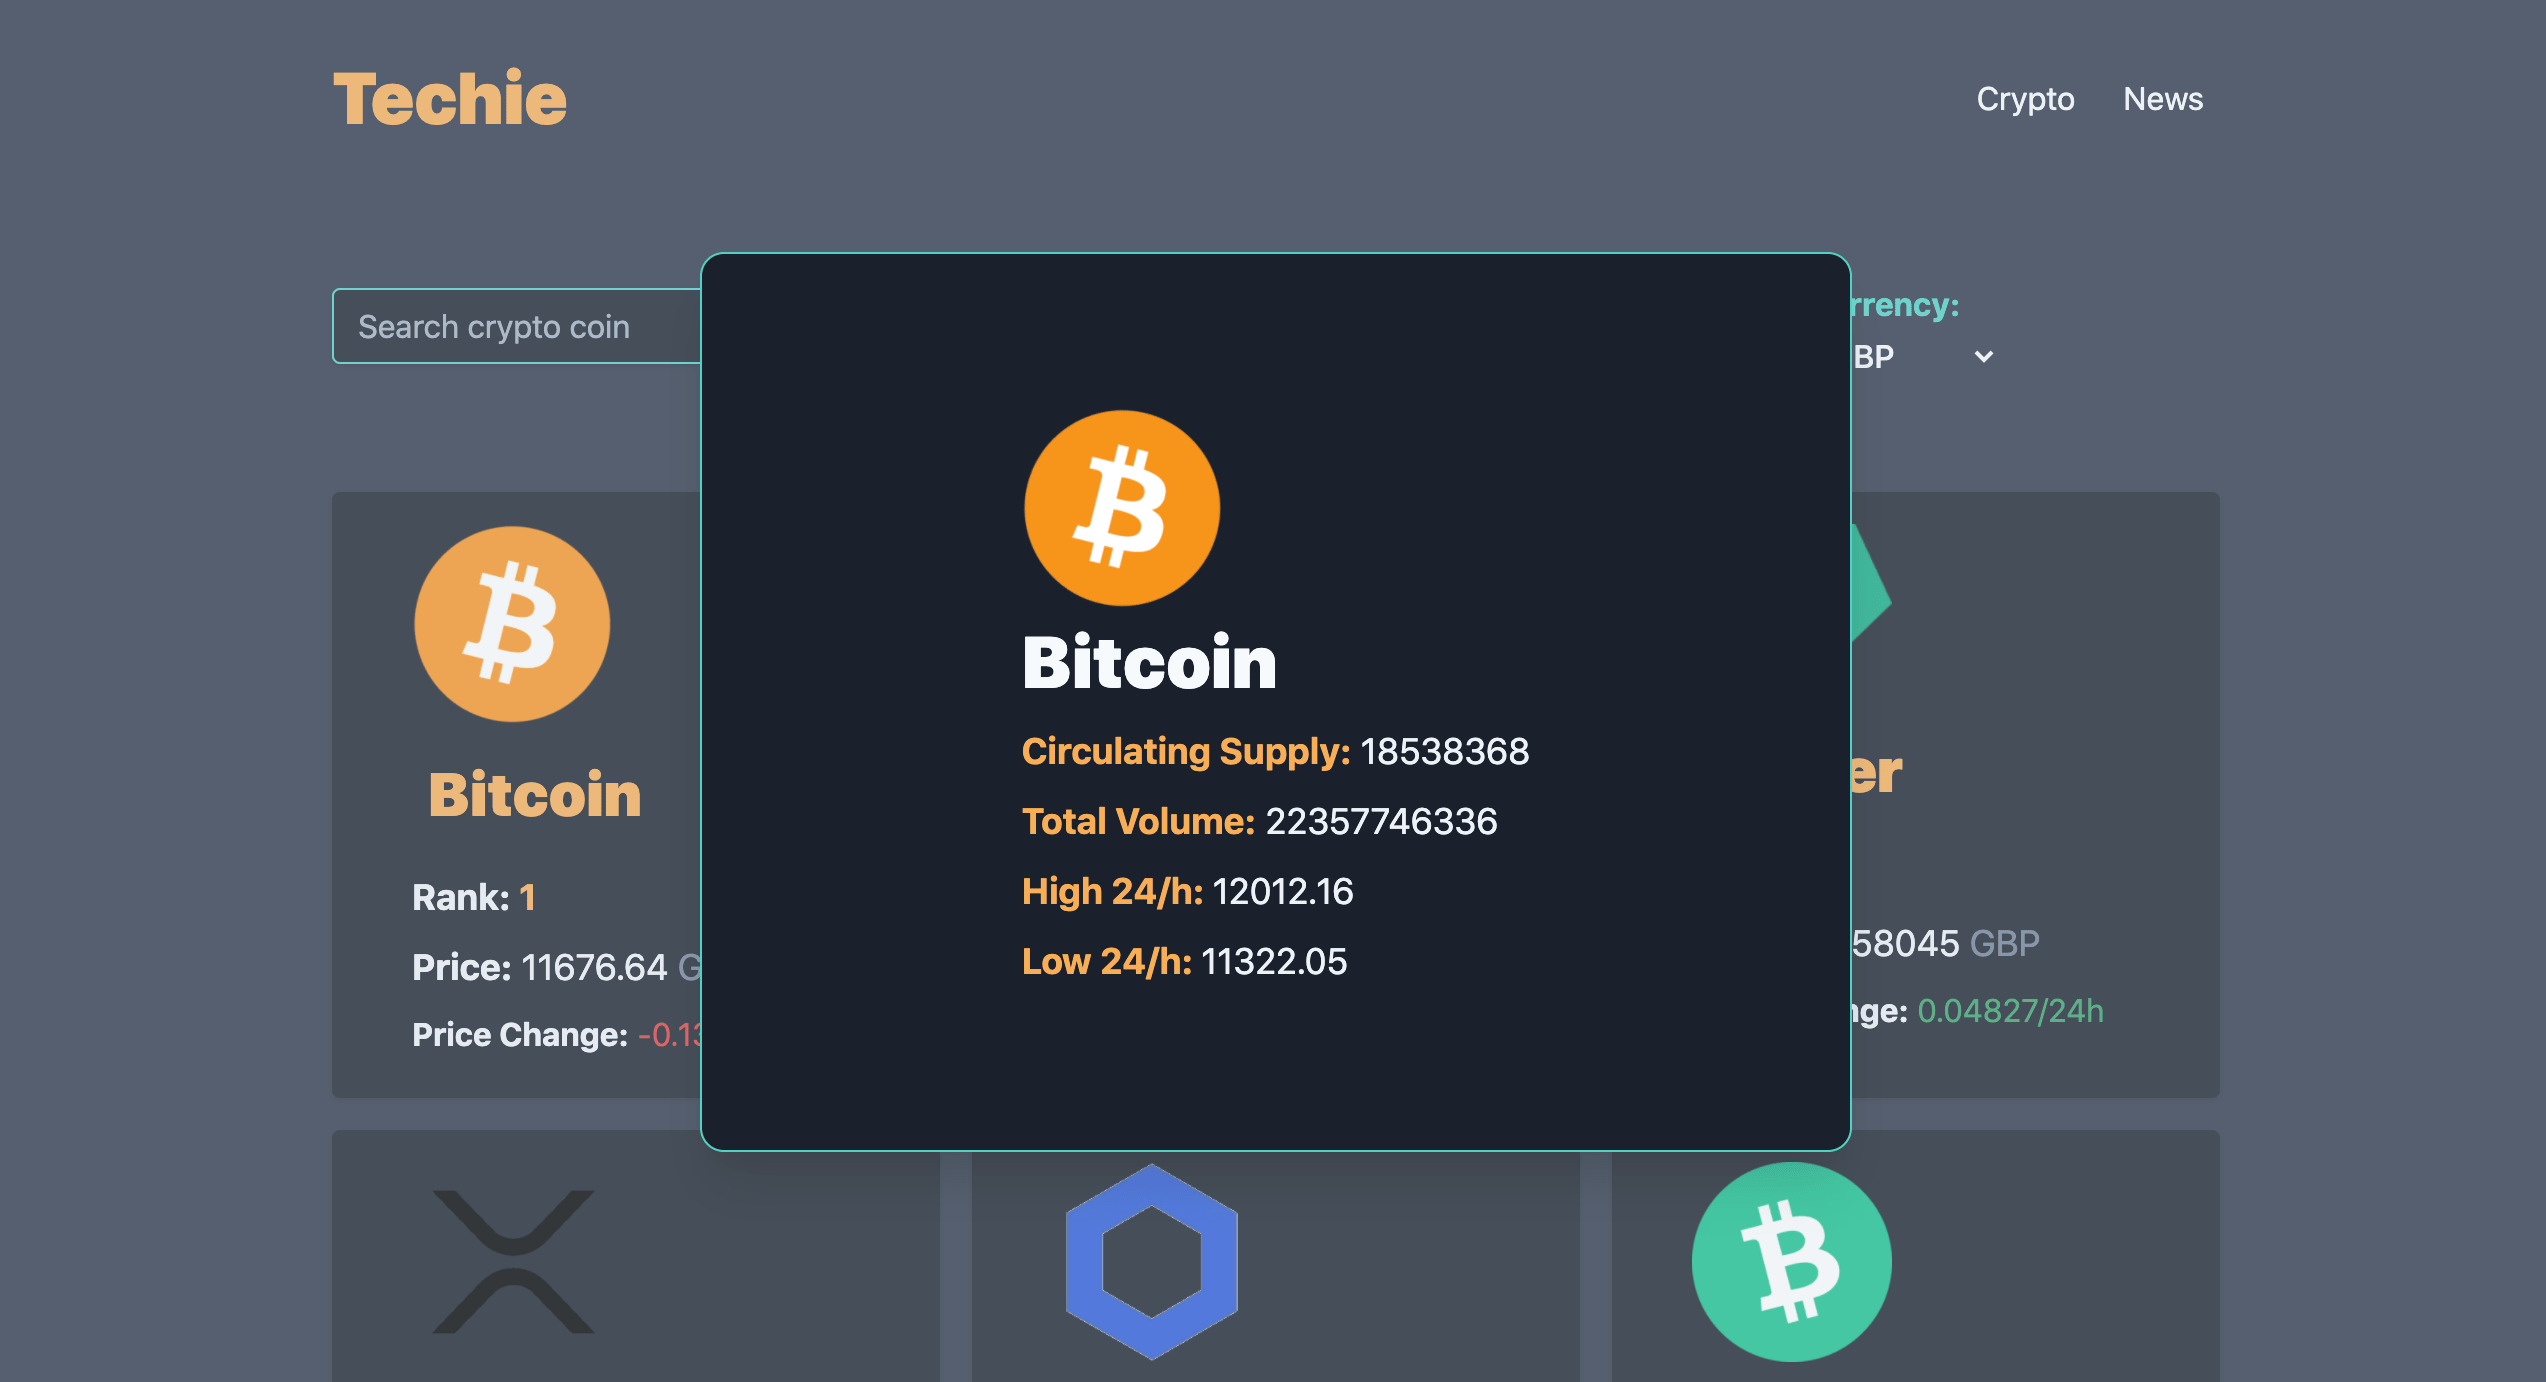 Techie
Crypto
News
Search crypto coin
rrency:
BP
Bitcoin
Circulating Supply: 18538368
Total Volume: 22357746336
High 24/h: 12012.16
Low 24/h: 11322.05
Bitcoin
Rank: 1
Price: 11676.64 G
Price Change: -0.13
er
58045 GBP
nge: 0.04827/24h